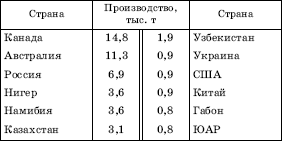 Страна Производство, тыс. т Страна
Канада 14,8 1,9 Узбекистан
Австралия 11,3 0,9 Украина
Россия 6,9 0,9 США
Нигер 3,6 0,9 Китай
Намибия 3,6 0,8 Габон
Казахстан 3,1 0,8 ЮАР